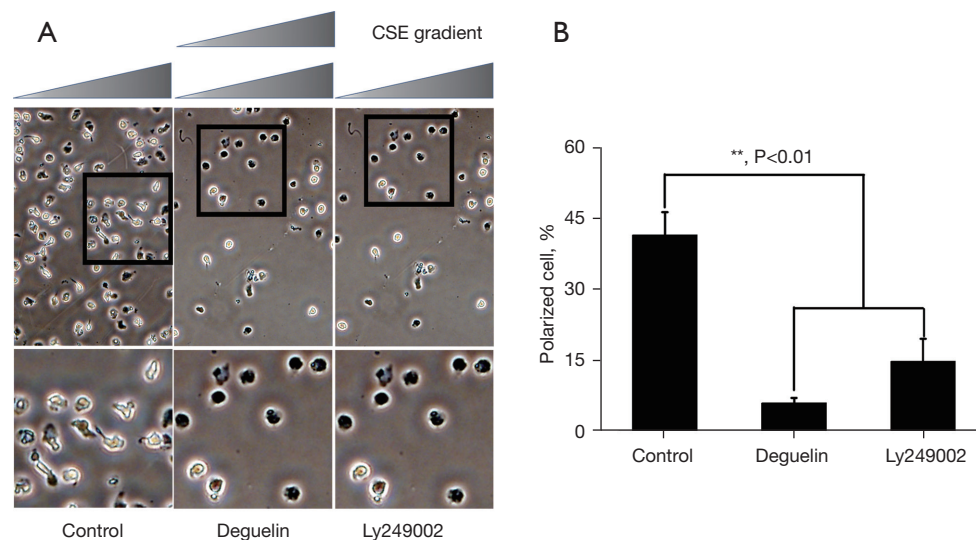 A
CSE gradient
Control
Deguelin
Ly249002
B
Polarized cell, %
60
45
30
15
0
**, P<0.01
Control
Deguelin
Ly249002